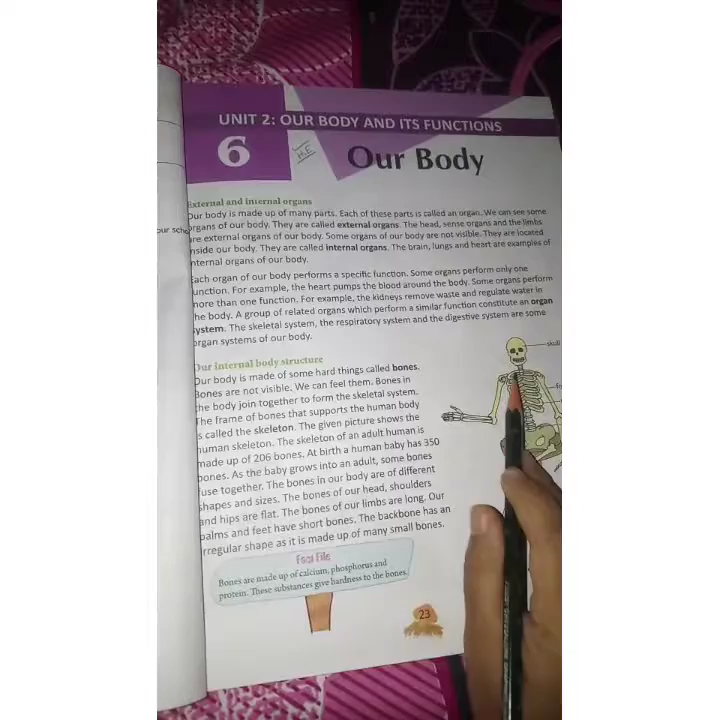 UNIT 2: OUR BODY AND ITS FUNCTIONS
6
H.E
Our Body
External and internal organs
Our body is made up of many parts. Each of these parts is called an organ. We can see some
our sche
organs of our body. They are called external organs. The head, sense organs and the limbs
are external organs of our body. Some organs of our body are not visible. They are located
inside our body. They are called internal organs. The brain, lungs and heart are examples of
nternal organs of our body.
Each organ of our body performs a specific function. Some organs perform only one
unction. For example, the heart pumps the blood around the body. Some organs perform
more than one function. For example, the kidneys remove waste and regulate water in
he body. A group of related organs which perform a similar function constitute an organ
system. The skeletal system, the respiratory system and the digestive system are some
organ systems of our body.
Our internal body structure
Our body is made of some hard things called bones.
Bones are not visible. We can feel them. Bones in
the body join together to form the skeletal system.
The frame of bones that supports the human body
s called the skeleton. The given picture shows the
human skeleton. The skeleton of an adult human is
made up of 206 bones. At birth a human baby has 350
bones. As the baby grows into an adult, some bones
fuse together. The bones in our body are of different
shapes and sizes. The bones of our head, shoulders
and hips are flat. The bones of our limbs are long. Our
palms and feet have short bones. The backbone has an
rregular shape as it is made up of many small bones.
skull
Fact File
Bones are made up of calcium, phosphorus and
protein. These substances give hardness to the bones.
23